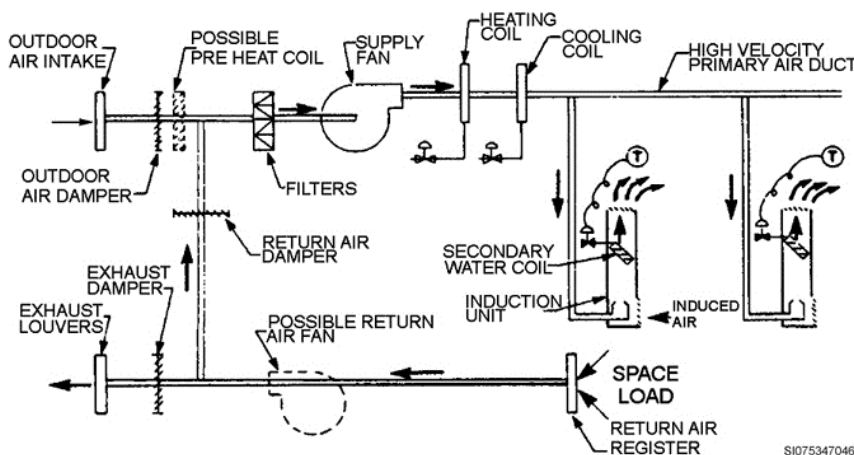 OUTDOOR
AIR INTAKE
POSSIBLE
PRE HEAT COIL
SUPPLY
FAN
HEATING
COIL
COOLING
COIL
HIGH VELOCITY
PRIMARY AIR DUCT
OUTDOOR
AIR DAMPER
FILTERS
T
T
RETURN AIR
DAMPER
SECONDARY
WATER COIL
INDUCTION
UNIT
INDUCED
AIR
EXHAUST
DAMPER
EXHAUST
LOUVERS
POSSIBLE RETURN
AIR FAN
SPACE
LOAD
RETURN AIR
REGISTER
SI075347046